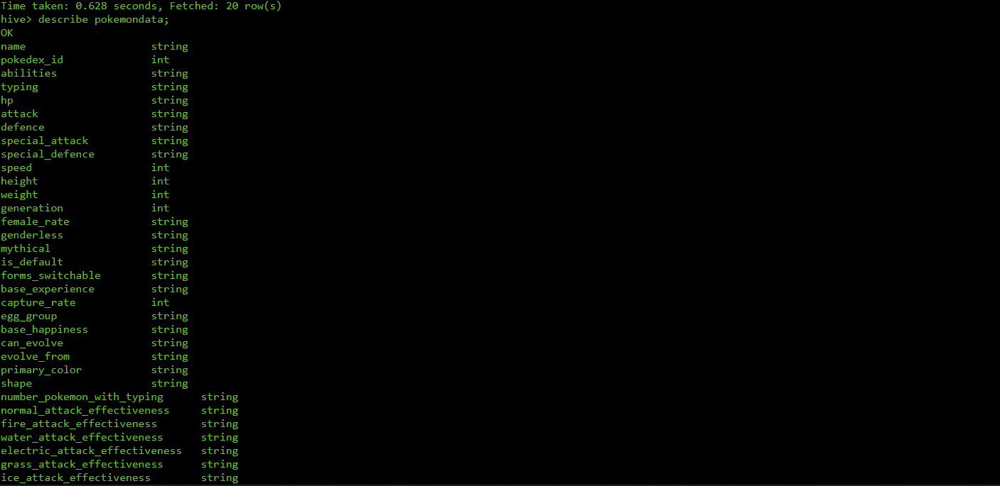 Time taken: 0.628 seconds, Fetched: 20 row(s)
hive> describe pokemondata;
OK
name string
pokedex_id int
abilities string
typing string
hp string
attack string
defence string
special_attack string
special_defence string
speed int
height int
weight int
generation int
female_rate string
genderless string
mythical string
is_default string
forms_switchable string
base_experience string
capture_rate int
egg_group string
base_happiness string
can_evolve string
evolve_from string
primary_color string
shape string
number_pokemon_with_typing string
normal_attack_effectiveness string
fire_attack_effectiveness string
water_attack_effectiveness string
electric_attack_effectiveness string
grass_attack_effectiveness string
ice_attack_effectiveness string